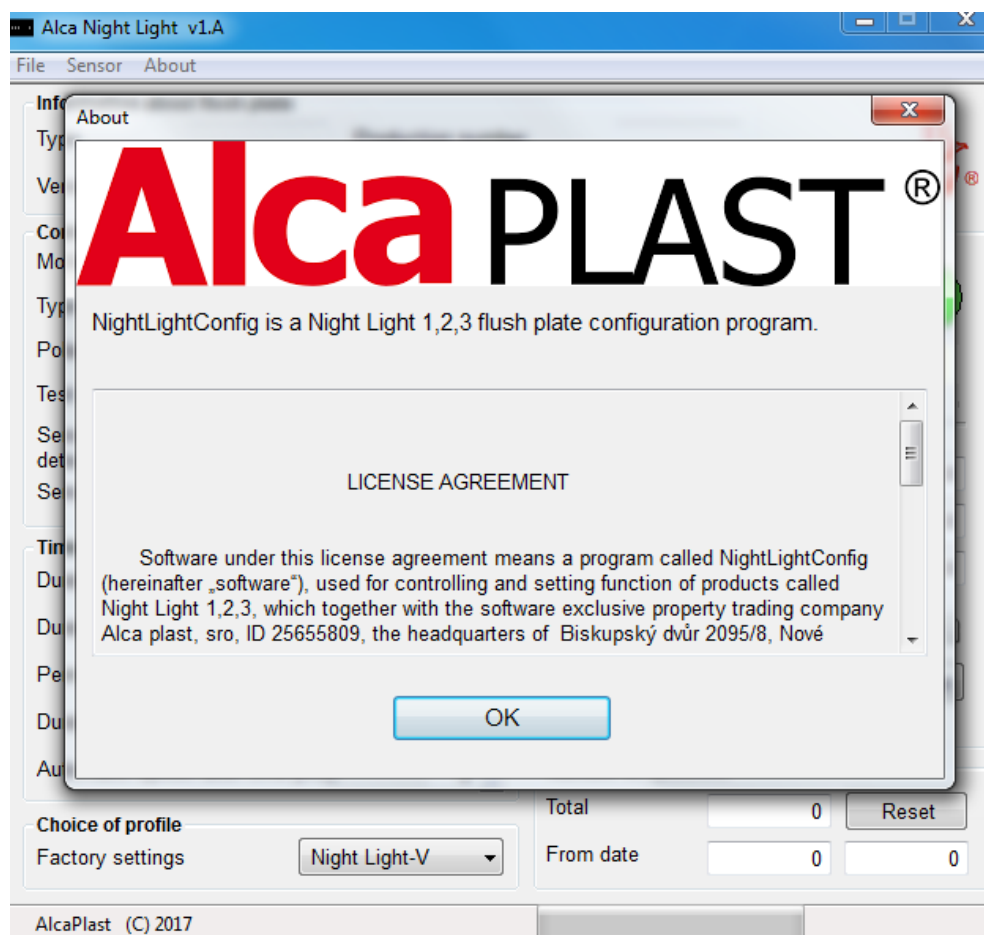 Alca Night Light v1.A
File Sensor About
About
Alca PLAST ®
NightLightConfig is a Night Light 1,2,3 flush plate configuration program.
LICENSE AGREEMENT
Software under this license agreement means a program called NightLightConfig
(hereinafter „software“), used for controlling and setting function of products called
Night Light 1,2,3, which together with the software exclusive property trading company
Alca plast, sro, ID 25655809, the headquarters of Biskupský dvůr 2095/8, Nové
OK
Total 0 Reset
Choice of profile
Factory settings Night Light-V
From date 0 0
AlcaPlast (C) 2017